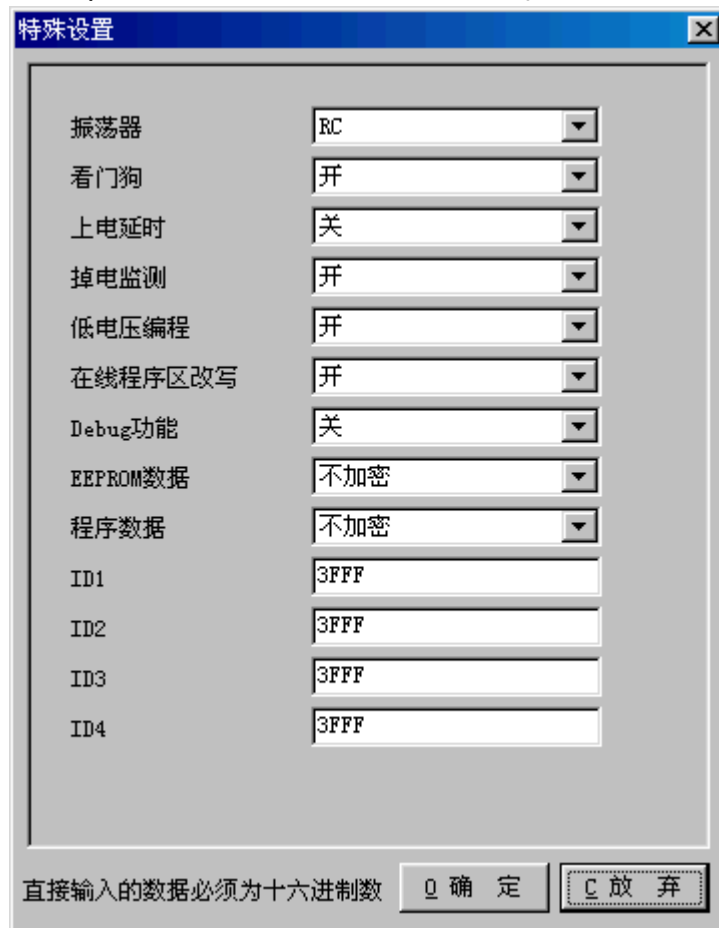 特殊设置
振荡器 RC
看门狗 开
上电延时 关
掉电监测 开
低电压编程 开
在线程序区改写 开
Debug功能 关
EEPROM数据 不加密
程序数据 不加密
ID1 3FFF
ID2 3FFF
ID3 3FFF
ID4 3FFF
直接输入的数据必须为十六进制数 O确 定 C放 弃